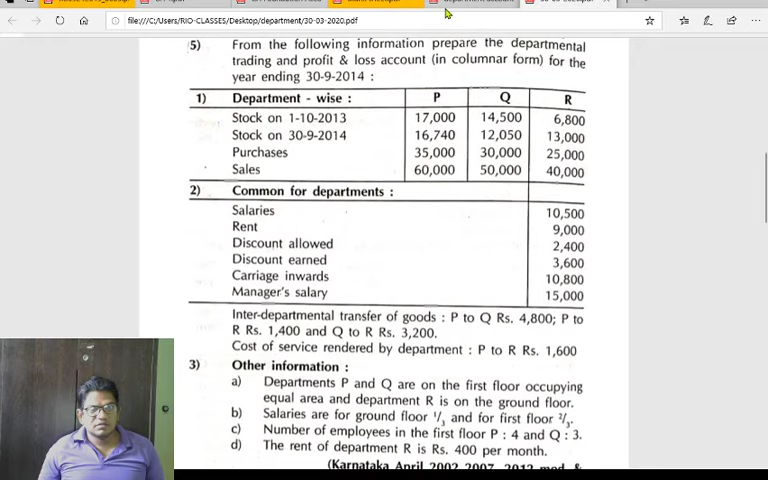 file:///C:/Users/RIO-CLASSES/Desktop/department/30-03-2020.pdf
5) From the following information prepare the departmental
trading and profit & loss account (in columnar form) for the
year ending 30-9-2014 :
1) Department - wise : P Q R
Stock on 1-10-2013 17,000 14,500 6,800
Stock on 30-9-2014 16,740 12,050 13,000
Purchases 35,000 30,000 25,000
Sales 60,000 50,000 40,000
2) Common for departments :
Salaries 10,500
Rent 9,000
Discount allowed 2,400
Discount earned 3,600
Carriage inwards 10,800
Manager's salary 15,000
Inter-departmental transfer of goods : P to Q Rs. 4,800; P to
R Rs. 1,400 and Q to R Rs. 3,200.
Cost of service rendered by department : P to R Rs. 1,600
3) Other information :
a) Departments P and Q are on the first floor occupying
equal area and department R is on the ground floor.
b) Salaries are for ground floor 1/3 and for first floor 2/3.
c) Number of employees in the first floor P : 4 and Q : 3.
d) The rent of department R is Rs. 400 per month.
(Karnataka April 2002, 2007, 2012 mod. &